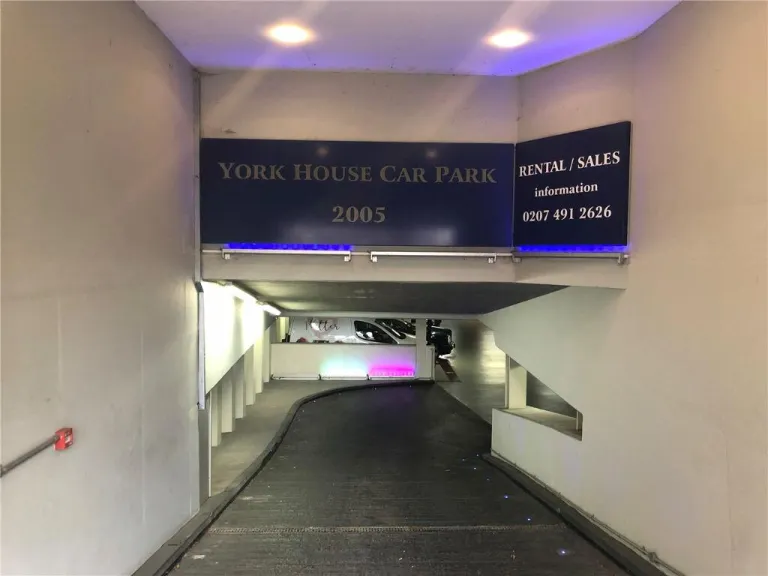 YORK HOUSE CAR PARK
2005
RENTAL / SALES
information
0207 491 2626